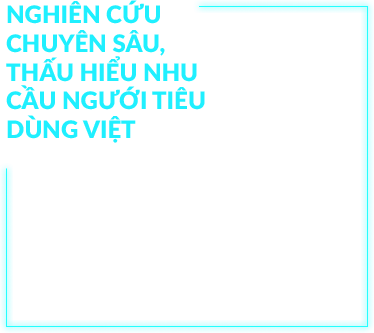 NGHIÊN CỨU
CHUYÊN SÂU,
THẤU HIỂU NHU
CẦU NGƯỜI TIÊU
DÙNG VIỆT